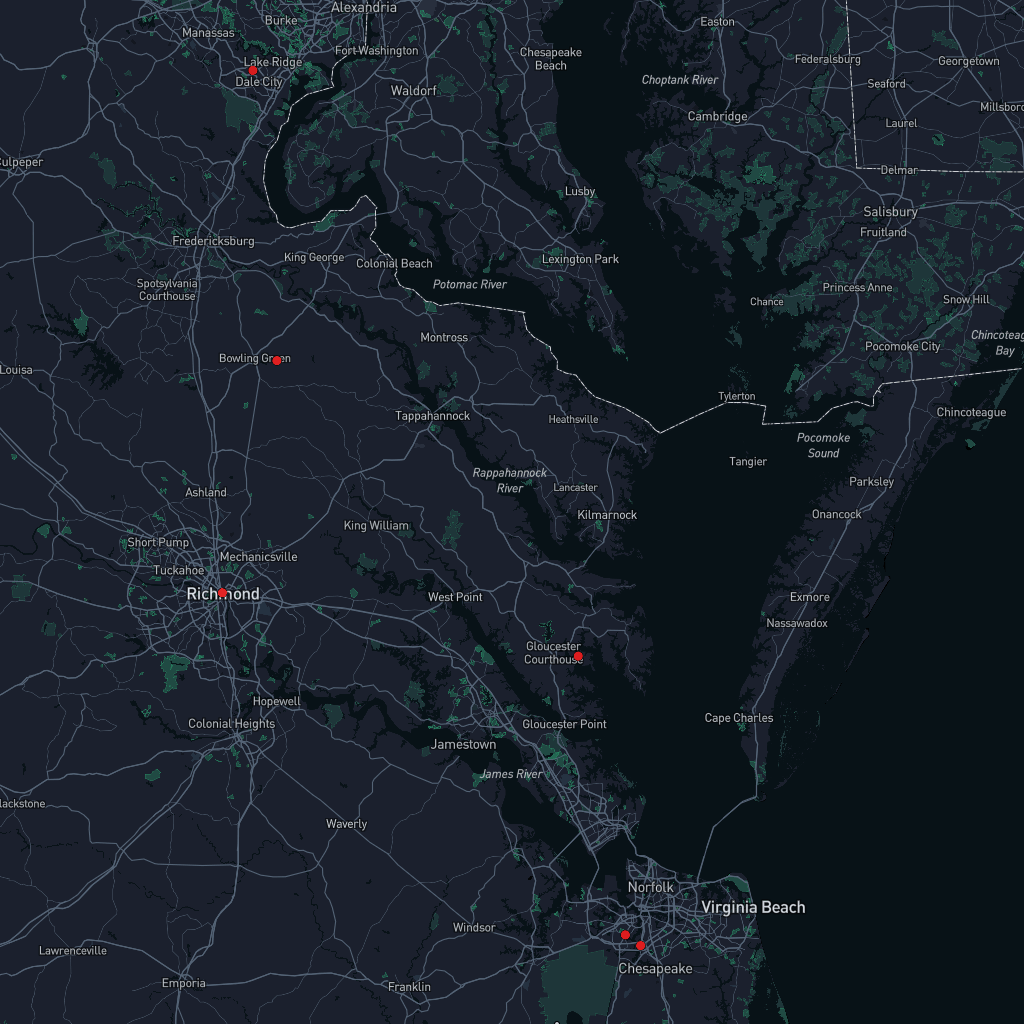 Alexandria
Burke
Manassas
Easton
Fort Washington
Chesapeake
Beach
Federalsburg
Georgetown
Lake Ridge
Dale City
Waldorf
Choptank River
Seaford
Millsboro
Cambridge
Laurel
Culpeper
Delmar
Lusby
Salisbury
Fruitland
Fredericksburg
King George
Colonial Beach
Lexington Park
Spotsylvania
Courthouse
Potomac River
Princess Anne
Chance
Snow Hill
Montross
Chincoteag
Bay
Pocomoke City
Bowling Green
Louisa
Tylerton
Tappahannock
Heathsville
Chincoteague
Pocomoke
Sound
Tangier
Rappahannock
River
Lancaster
Parksley
Ashland
Kilmarnock
Onancock
King William
Short Pump
Mechanicsville
Tuckahoe
Richmond
West Point
Exmore
Nassawadox
Gloucester
Courthouse
Hopewell
Colonial Heights
Gloucester Point
Cape Charles
Jamestown
James River
lackstone
Waverly
Norfolk
Virginia Beach
Windsor
Lawrenceville
Chesapeake
Emporia
Franklin